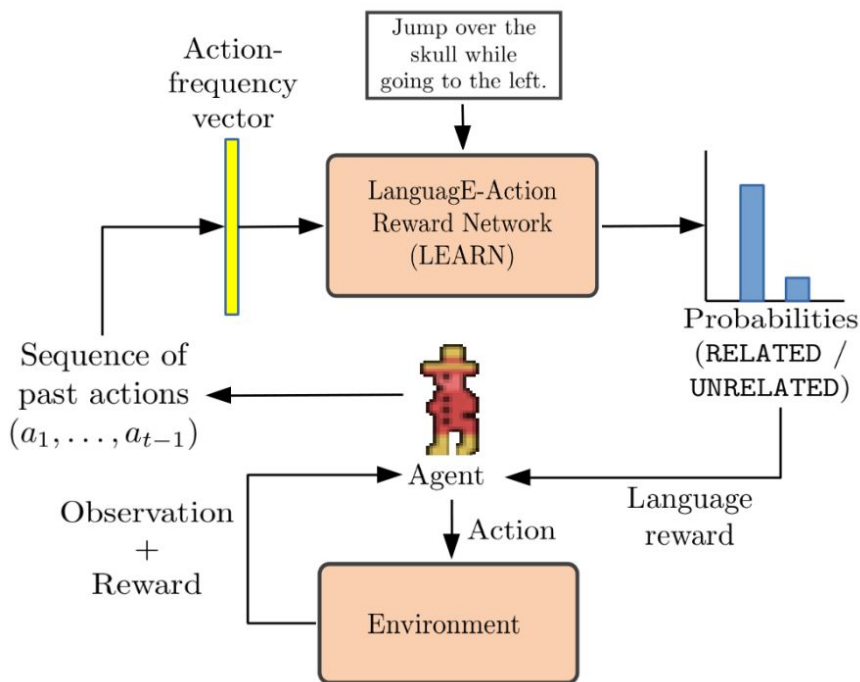 Jump over the
skull while
going to the left.
Action-
frequency
vector
LanguagE-Action
Reward Network
(LEARN)
Probabilities
(RELATED /
UNRELATED)
Sequence of
past actions
(a₁, . . . , aₜ₋₁)
Agent
Language
reward
Observation
+
Reward
Action
Environment